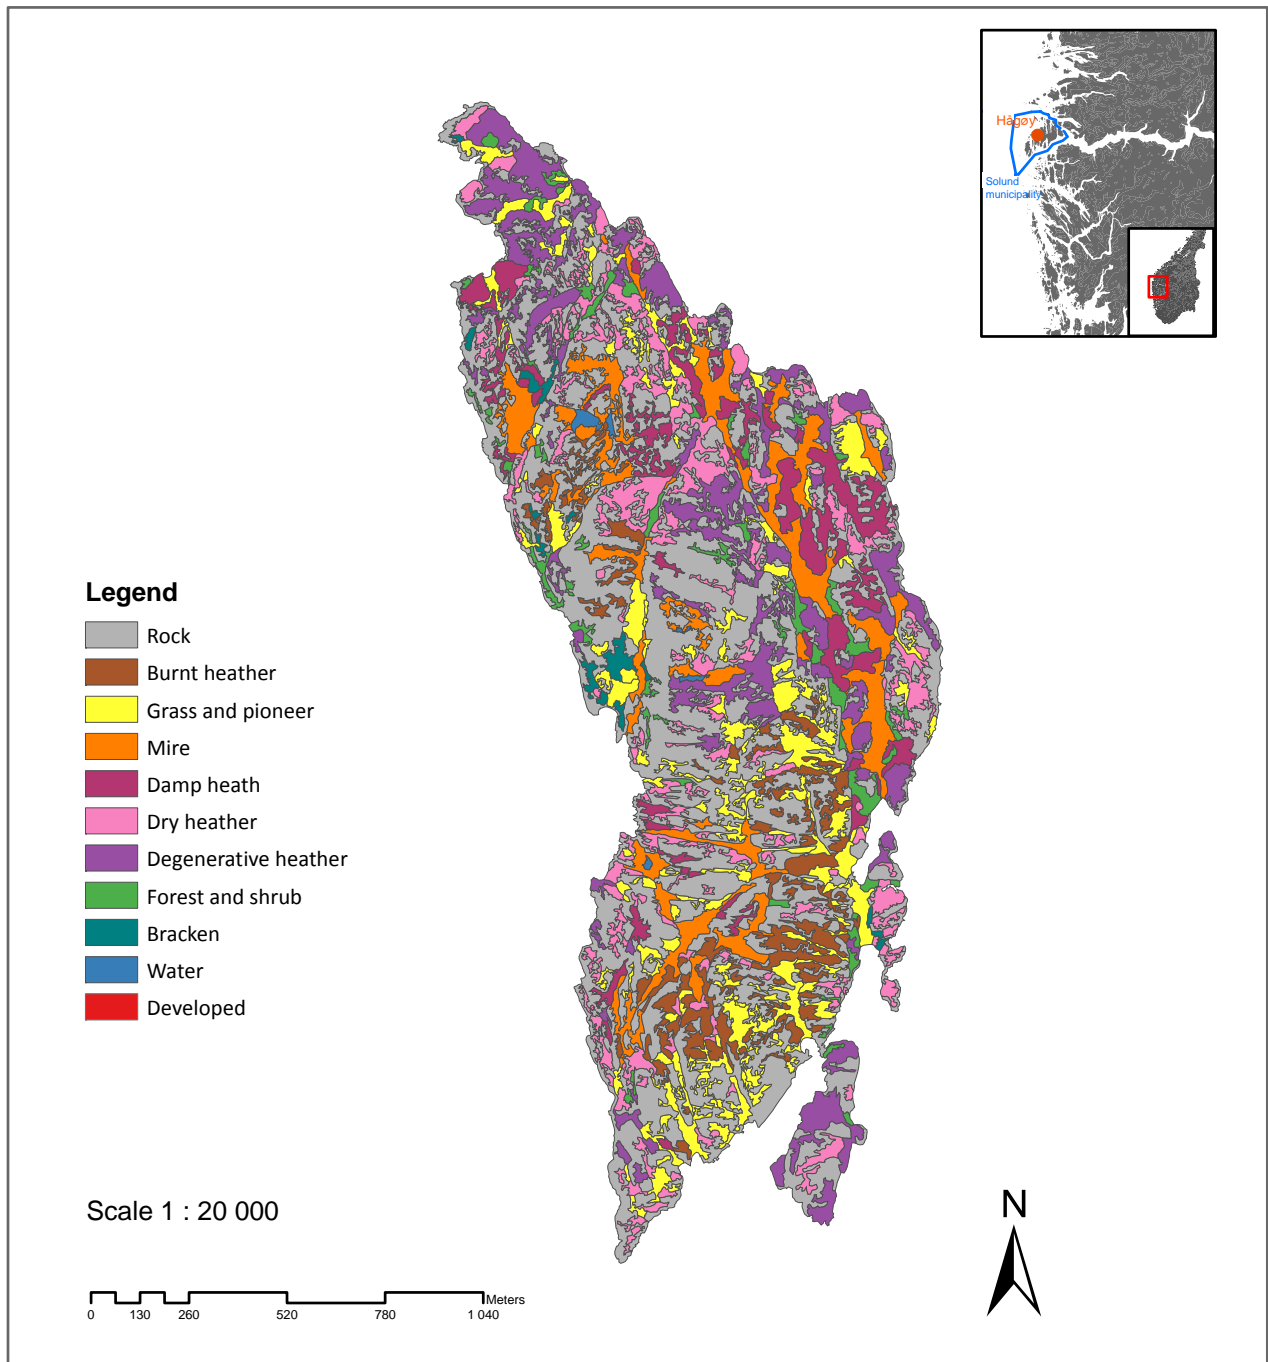 Hågøy
Solund
municipality
Legend
Rock
Burnt heather
Grass and pioneer
Mire
Damp heath
Dry heather
Degenerative heather
Forest and shrub
Bracken
Water
Developed
Scale 1 : 20 000
N
Meters
0 130 260 520 780 1 040